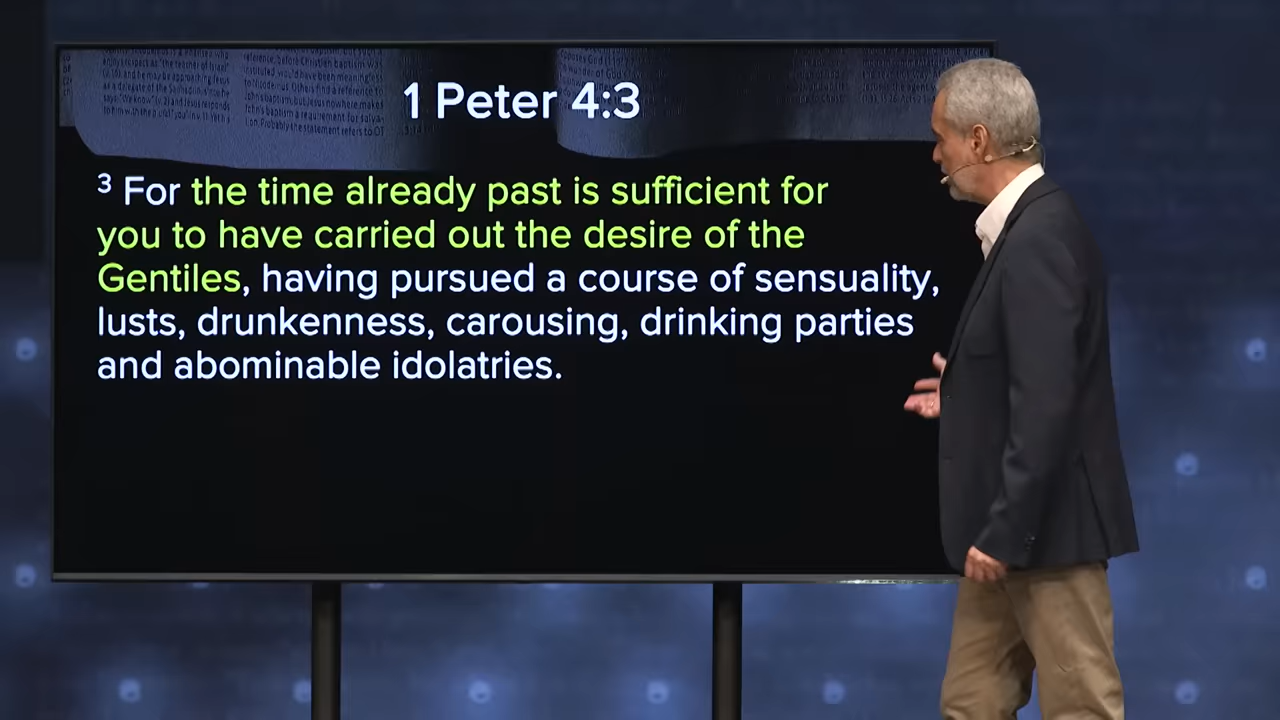 1 Peter 4:3
3 For the time already past is sufficient for
you to have carried out the desire of the
Gentiles, having pursued a course of sensuality,
lusts, drunkenness, carousing, drinking parties
and abominable idolatries.